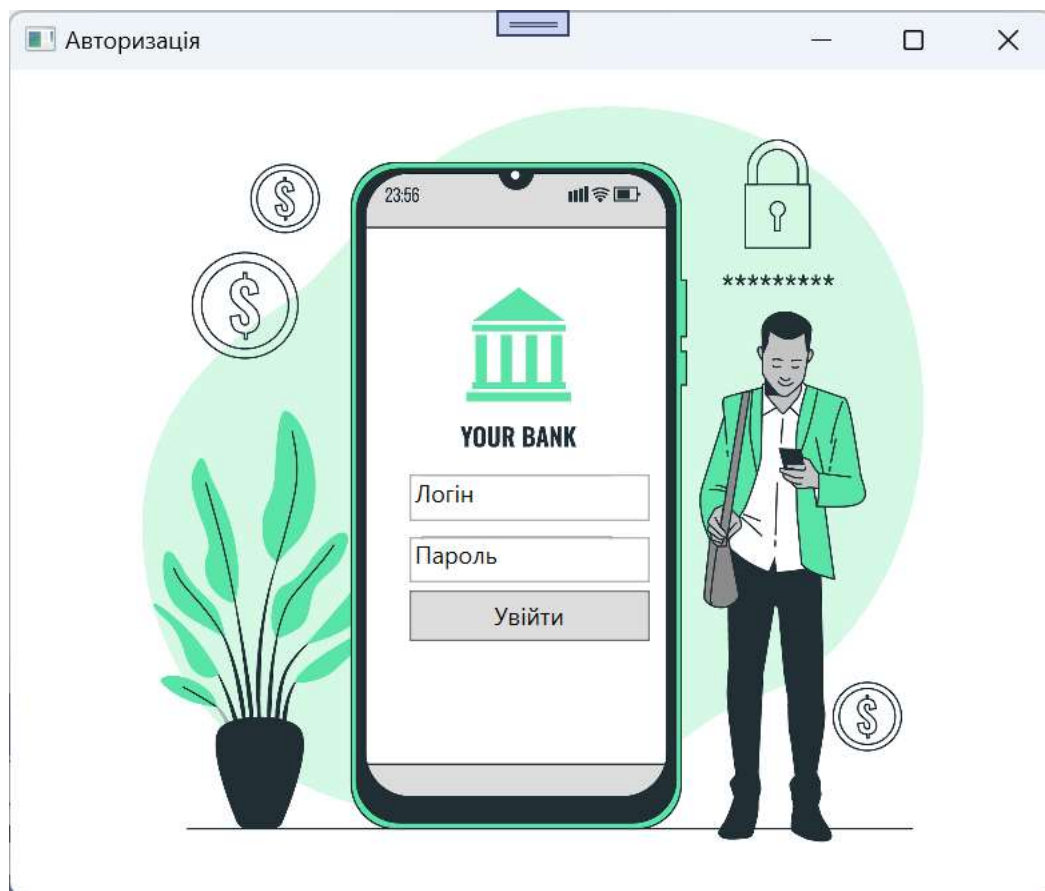 Авторизація
23:56
*********
YOUR BANK
Логін
Пароль
Увійти